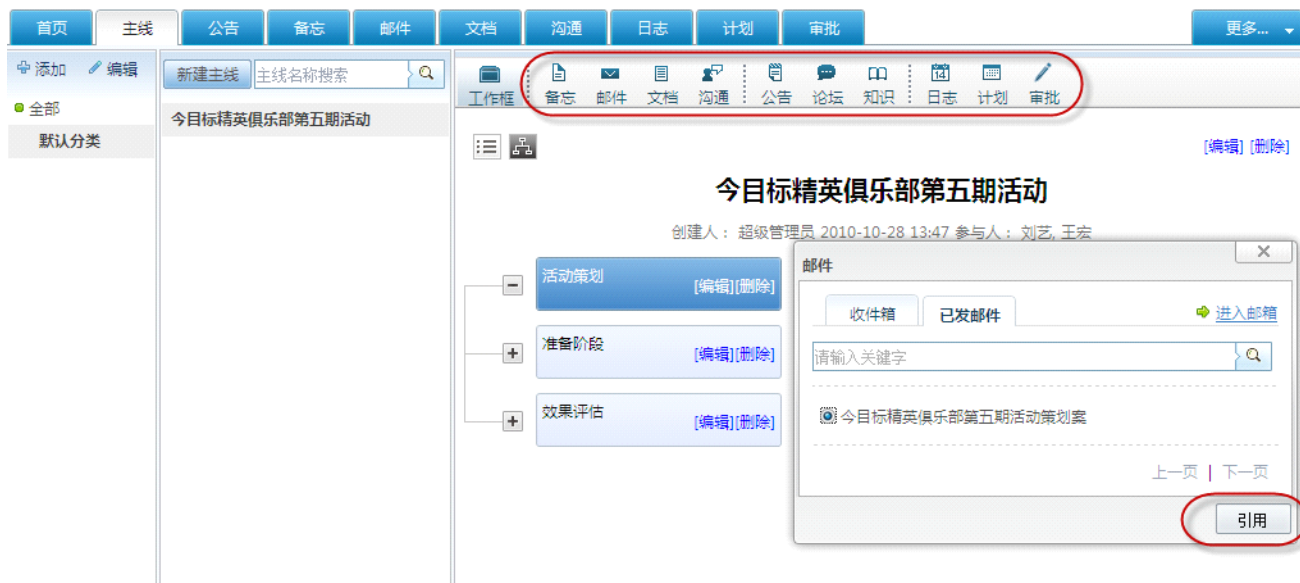 首页 主线 公告 备忘 邮件 文档 沟通 日志 计划 审批 更多...
添加 编辑
全部
默认分类
新建主线 主线名称搜索
今目标精英俱乐部第五期活动
工作框 备忘 邮件 文档 沟通 公告 论坛 知识 14 日志 计划 审批
[编辑] [删除]
今目标精英俱乐部第五期活动
创建人： 超级管理员 2010-10-28 13:47 参与人： 刘艺, 王宏
活动策划
[编辑][删除]
准备阶段
[编辑][删除]
效果评估
[编辑][删除]
邮件
收件箱 已发邮件 进入邮箱
请输入关键字
今目标精英俱乐部第五期活动策划案
上一页 | 下一页
引用